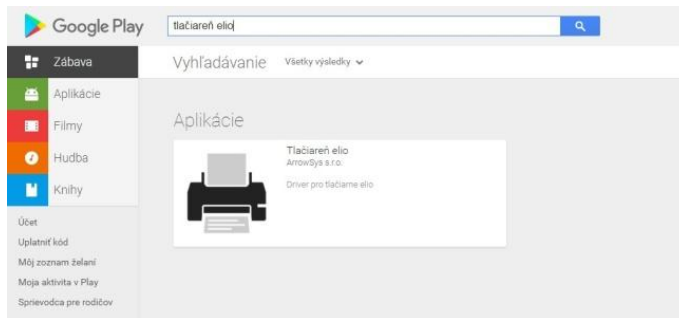 Google Play
tlačiareň elio
Zábava
Vyhľadávanie
Všetky výsledky
Aplikácie
Filmy
Hudba
Knihy
Účet
Uplatniť kód
Môj zoznam želaní
Moja aktivita v Play
Sprievodca pre rodičov
Aplikácie
Tlačiareň elio
ArrowSys s.r.o.
Driver pro tlačiarne elio